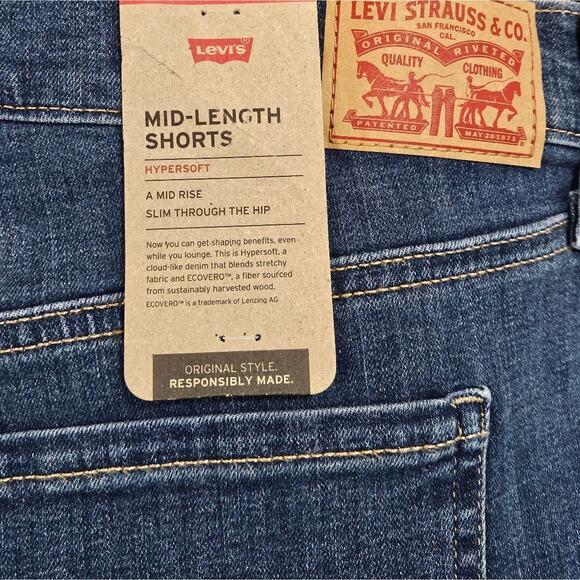 Levi's
MID-LENGTH
SHORTS
HYPERSOFT
A MID RISE
SLIM THROUGH THE HIP
Now you can get shaping benefits, even
while you lounge. This is Hypersoft, a
cloud-like denim that blends stretchy
fabric and ECOVERO™, a fiber sourced
from sustainably harvested wood.
ECOVERO™ is a trademark of Lenzing AG
ORIGINAL STYLE.
RESPONSIBLY MADE.
LEVI STRAUSS & CO.
SAN FRANCISCO
CAL.
ORIGINAL RIVETED
QUALITY CLOTHING
PATENTED MAY 20 1873